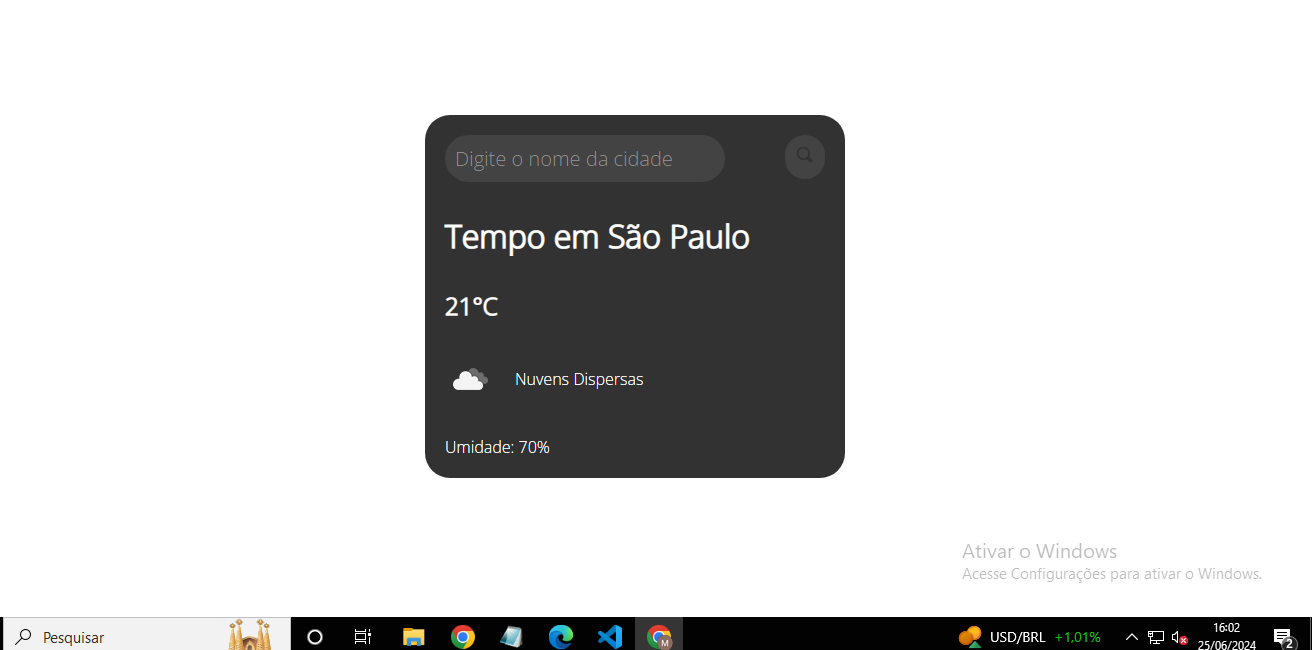 Digite o nome da cidade
Tempo em São Paulo
21°C
Nuvens Dispersas
Umidade: 70%
Ativar o Windows
Acesse Configurações para ativar o Windows.
Pesquisar
M
USD/BRL +1,01%
16:02
25/06/2024
2